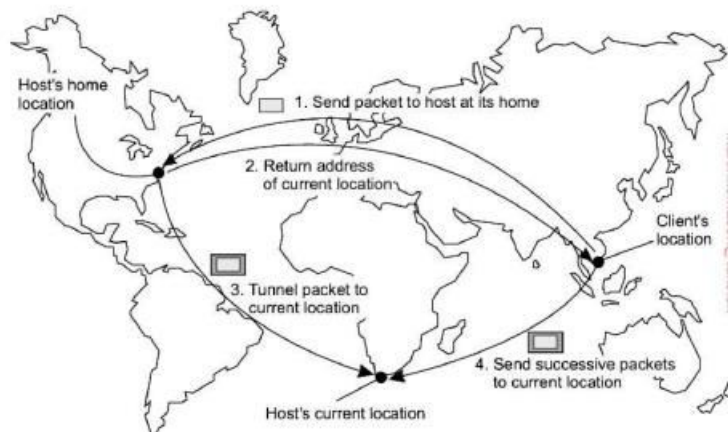 Host's home
location
1. Send packet to host at its home
2. Return address
of current location
Client's
location
3. Tunnel packet to
current location
4. Send successive packets
to current location
Host's current location